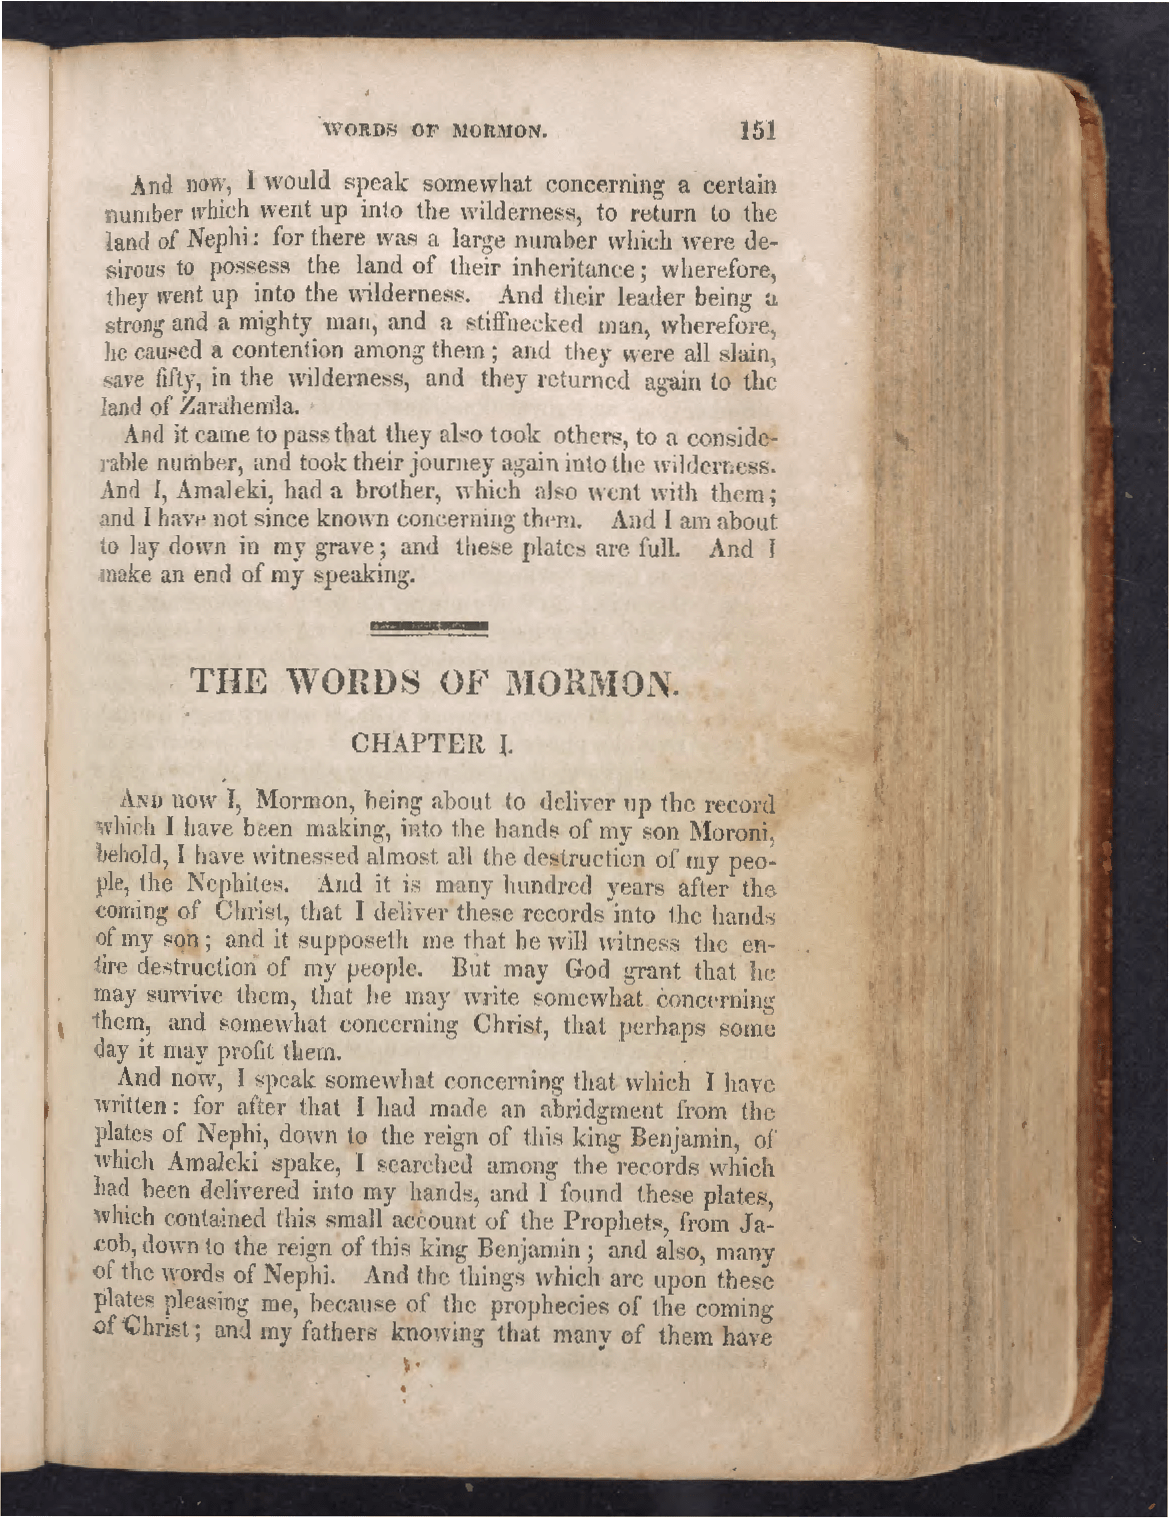 WORDS OF MORMON. 151
And now, I would speak somewhat concerning a certain
number which went up into the wilderness, to return to the
land of Nephi: for there was a large number which were de-
sirous to possess the land of their inheritance; wherefore,
they went up into the wilderness. And their leader being a
strong and a mighty man, and a stiffnecked man, wherefore,
he caused a contention among them; and they were all slain,
save fifty, in the wilderness, and they returned again to the
land of Zarahemla.
And it came to pass that they also took others, to a conside-
rable number, and took their journey again into the wilderness.
And I, Amaleki, had a brother, which also went with them;
and I have not since known concerning them. And I am about
to lay down in my grave; and these plates are full. And I
make an end of my speaking.
THE WORDS OF MORMON.
CHAPTER I.
AND now I, Mormon, being about to deliver up the record
which I have been making, into the hands of my son Moroni,
behold, I have witnessed almost all the destruction of my peo-
ple, the Nephites. And it is many hundred years after the
coming of Christ, that I deliver these records into the hands
of my son; and it supposeth me that he will witness the en-
tire destruction of my people. But may God grant that he
may survive them, that he may write somewhat concerning
them, and somewhat concerning Christ, that perhaps some
day it may profit them.
And now, I speak somewhat concerning that which I have
written: for after that I had made an abridgment from the
plates of Nephi, down to the reign of this king Benjamin, of
which Amaleki spake, I searched among the records which
had been delivered into my hands, and I found these plates,
which contained this small account of the Prophets, from Ja-
cob, down to the reign of this king Benjamin; and also, many
of the words of Nephi. And the things which are upon these
plates pleasing me, because of the prophecies of the coming
of Christ; and my fathers knowing that many of them have